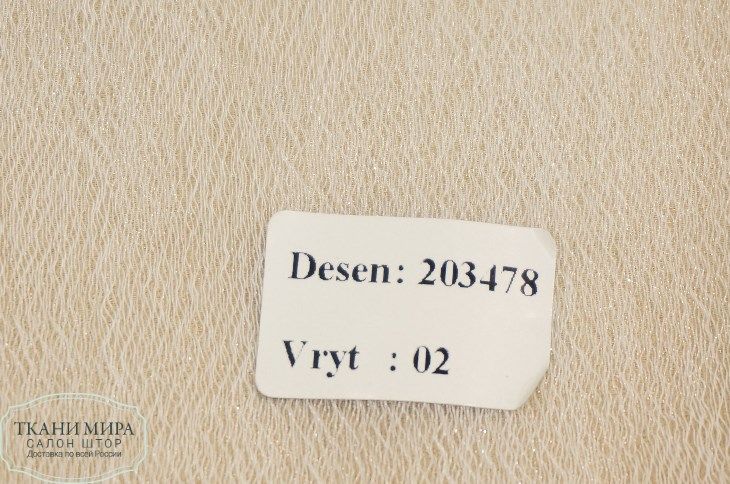 Desen: 203478
Vryt : 02
ТКАНИ МИРА
САЛОН ШТОР
Доставка по всей России